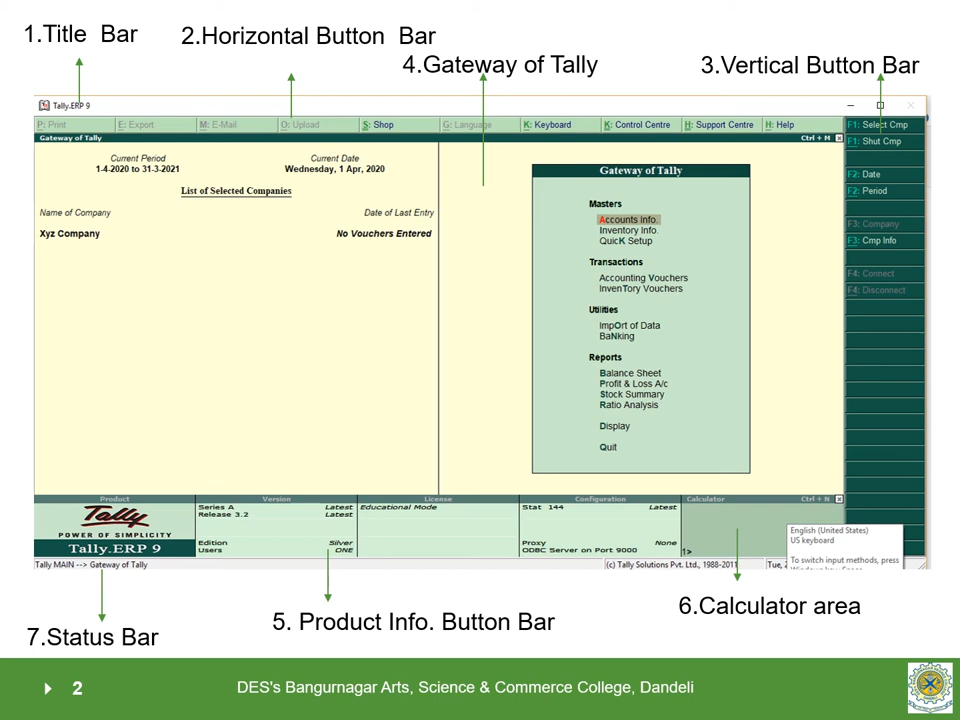 1.Title Bar
2.Horizontal Button Bar
4.Gateway of Tally
3.Vertical Button Bar
Tally.ERP 9
P: Print E: Export M: E-Mail O: Upload S: Shop G: Language K: Keyboard K: Control Centre H: Support Centre H: Help
F1: Select Cmp
Gateway of Tally Ctrl + M x
F1: Shut Cmp
Current Period Current Date
1-4-2020 to 31-3-2021 Wednesday, 1 Apr, 2020
List of Selected Companies
Name of Company Date of Last Entry
Xyz Company No Vouchers Entered
Gateway of Tally
Masters
Accounts Info.
Inventory Info.
QuicK Setup
Transactions
Accounting Vouchers
InvenTory Vouchers
Utilities
ImpOrt of Data
BaNking
Reports
Balance Sheet
Profit & Loss A/c
Stock Summary
Ratio Analysis
Display
Quit
F2: Date
F2: Period
F3: Company
F3: Cmp Info
F4: Connect
F4: Disconnect
Product Version License Configuration Calculator Ctrl + N x
Tally
POWER OF SIMPLICITY
Tally.ERP 9
Series A Latest
Release 3.2 Latest
Edition Silver
Users ONE
Educational Mode
Stat 144 Latest
Proxy None
ODBC Server on Port 9000
1>
English (United States)
US keyboard
To switch input methods, press
Tally MAIN --> Gateway of Tally (c) Tally Solutions Pvt. Ltd., 1988-2011 Tue,
7.Status Bar
5. Product Info. Button Bar
6.Calculator area
2
DES's Bangurnagar Arts, Science & Commerce College, Dandeli